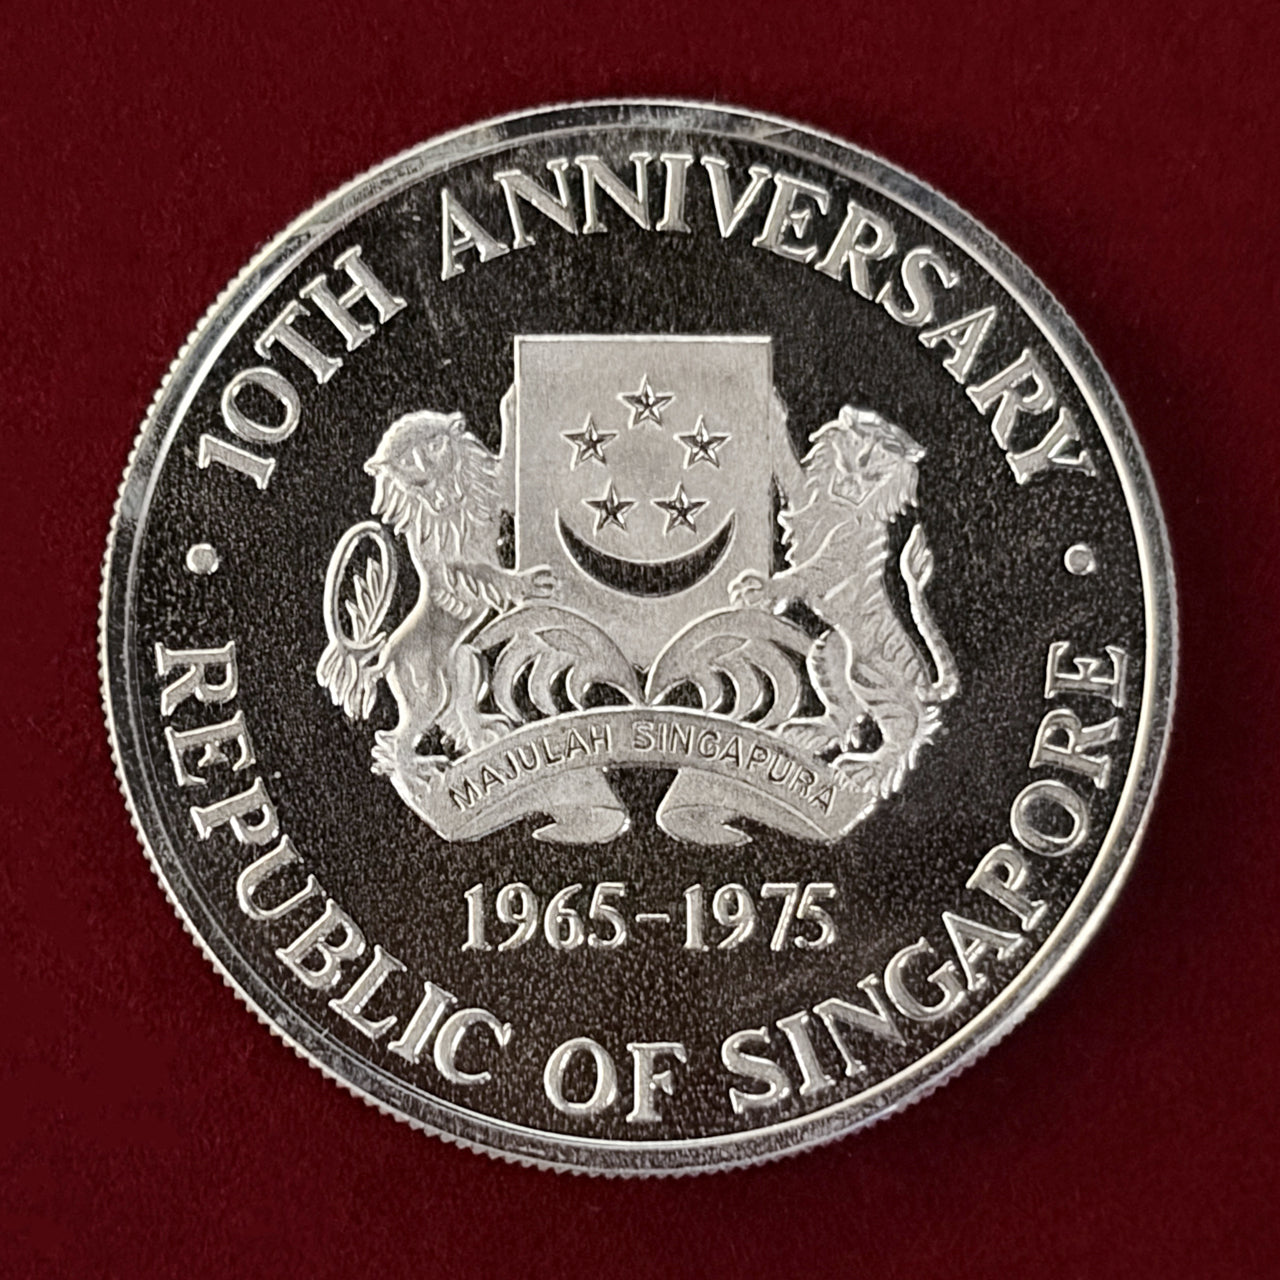 10TH ANNIVERSARY
MAJULAH SINGAPURA
1965-1975
REPUBLIC OF SINGAPORE